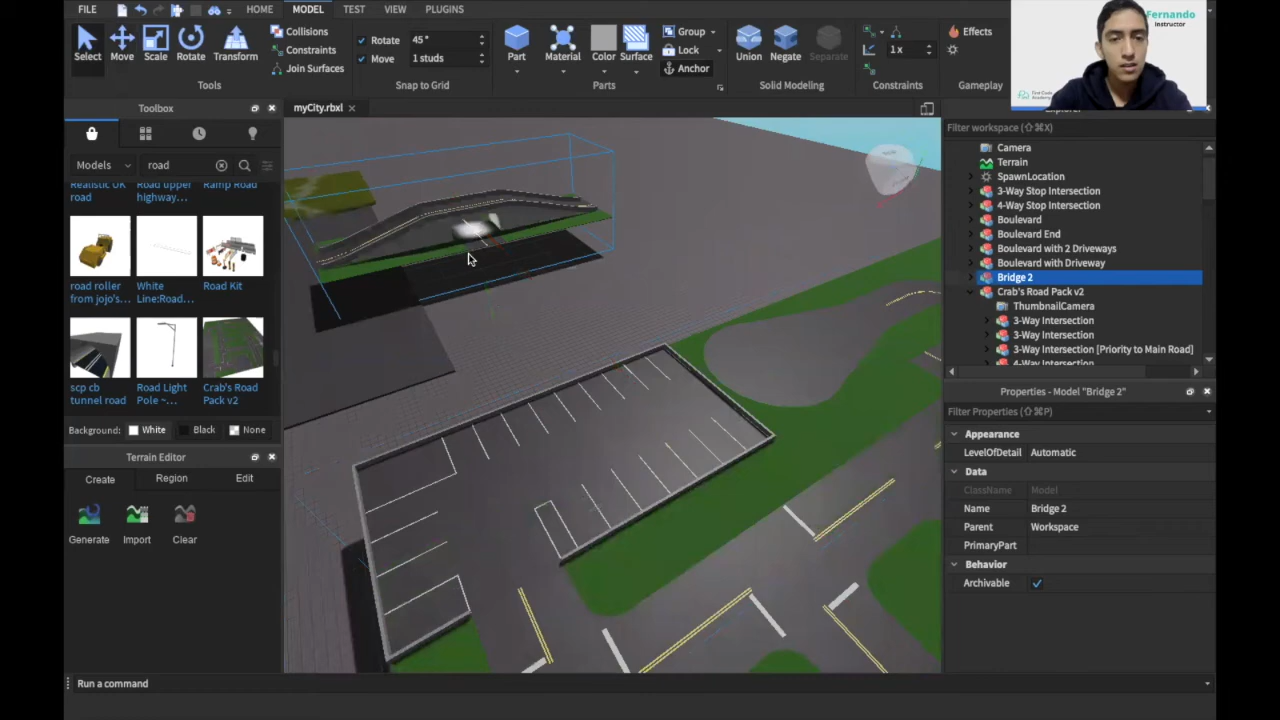 FILE HOME MODEL TEST VIEW PLUGINS
Fernando
Instructor
Select Move Scale Rotate Transform
Collisions
Constraints
Join Surfaces
Tools
Rotate 45°
Move 1 studs
Snap to Grid
Part Material Color Surface
Group
Lock
Anchor
Parts
Union Negate Separate
Solid Modeling
1 x
Constraints
Effects
Gameplay
Toolbox
Models road
Realistic UK road
Road upper highway...
Ramp Road
road roller from jojo's...
White Line:Road...
Road Kit
scp cb tunnel road
Road Light Pole ~...
Crab's Road Pack v2
Background: White Black None
Terrain Editor
Create Region Edit
Generate Import Clear
myCity.rbxl
Filter workspace (⇧⌘X)
Camera
Terrain
SpawnLocation
3-Way Stop Intersection
4-Way Stop Intersection
Boulevard
Boulevard End
Boulevard with 2 Driveways
Boulevard with Driveway
Bridge 2
Crab's Road Pack v2
ThumbnailCamera
3-Way Intersection
3-Way Intersection
3-Way Intersection [Priority to Main Road]
Properties - Model "Bridge 2"
Filter Properties (⇧⌘P)
Appearance
LevelOfDetail Automatic
Data
ClassName Model
Name Bridge 2
Parent Workspace
PrimaryPart
Behavior
Archivable
Run a command